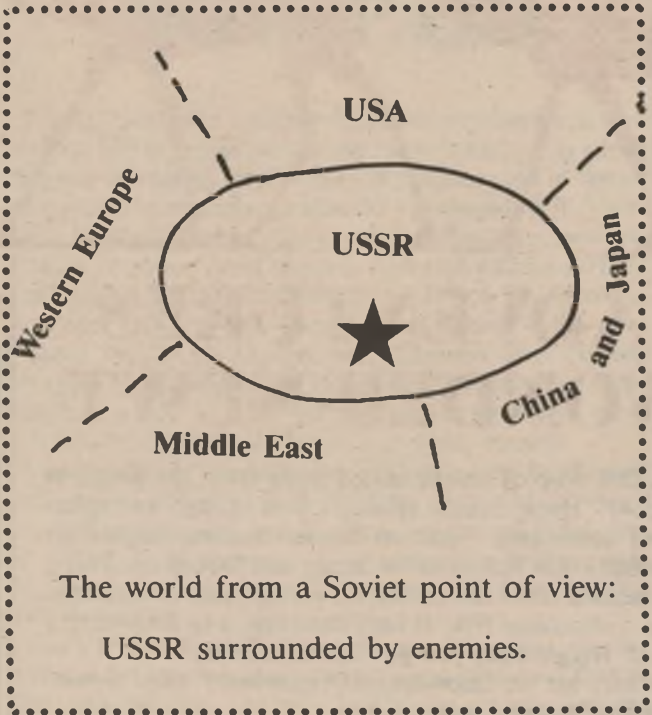 USA
Western Europe
USSR
China and Japan
Middle East
The world from a Soviet point of view:
USSR surrounded by enemies.